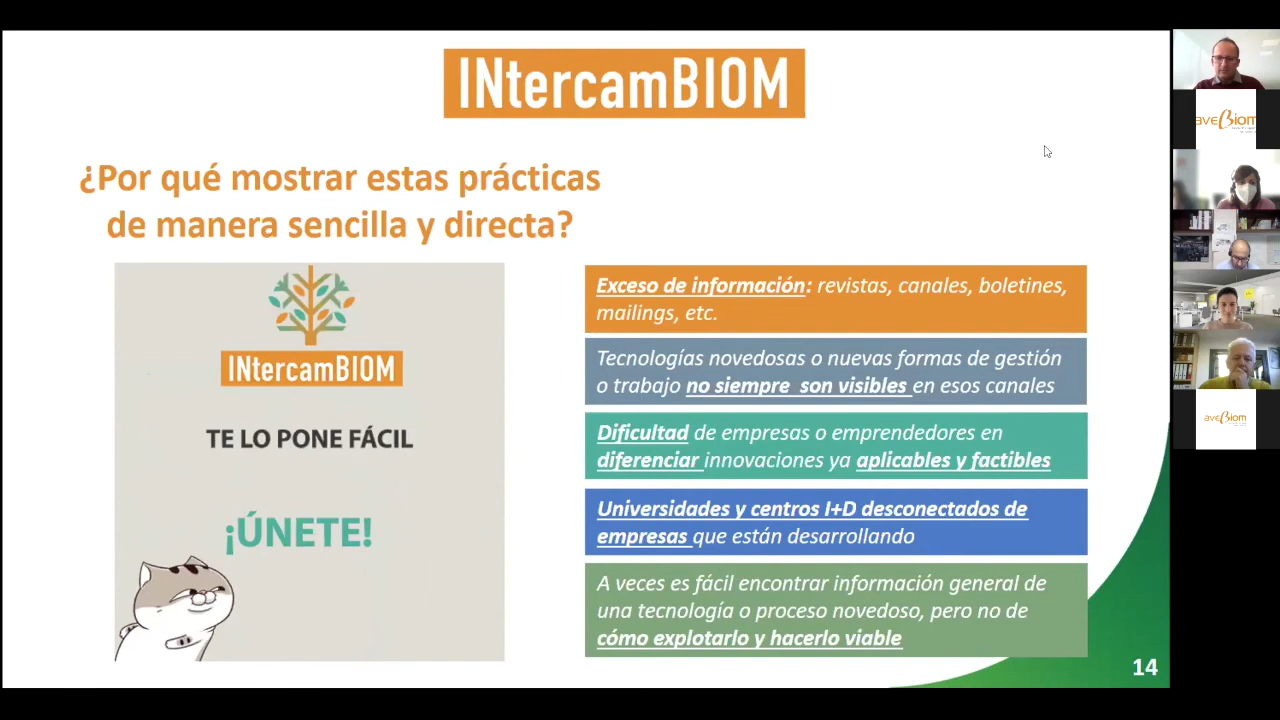 INtercamBIOM
¿Por qué mostrar estas prácticas
de manera sencilla y directa?
INtercamBIOM
TE LO PONE FÁCIL
¡ÚNETE!
Exceso de información: revistas, canales, boletines,
mailings, etc.
Tecnologías novedosas o nuevas formas de gestión
o trabajo no siempre son visibles en esos canales
Dificultad de empresas o emprendedores en
diferenciar innovaciones ya aplicables y factibles
Universidades y centros I+D desconectados de
empresas que están desarrollando
A veces es fácil encontrar información general de
una tecnología o proceso novedoso, pero no de
cómo explotarlo y hacerlo viable
14
aveBiom
aveBiom